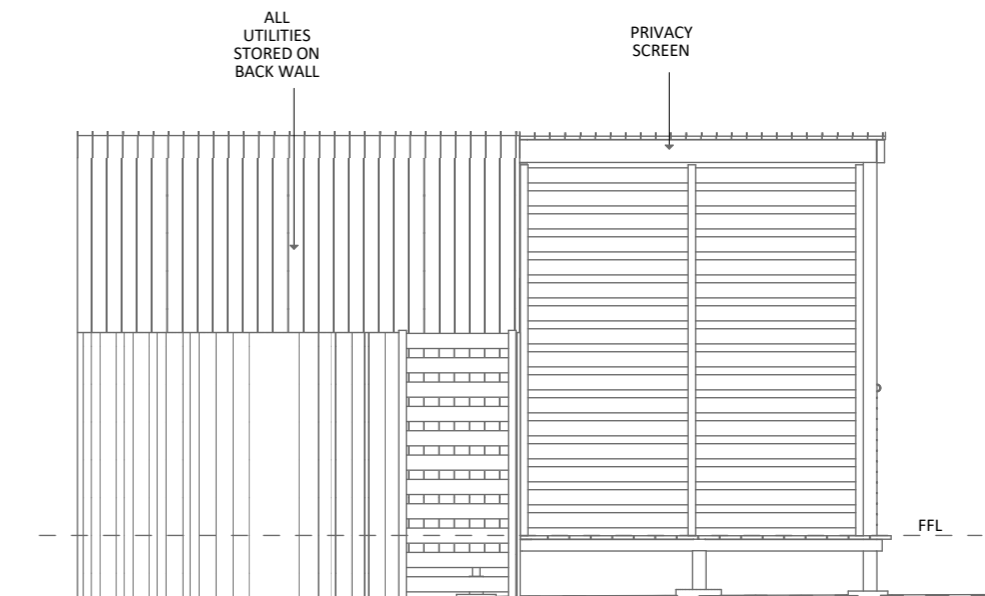 ALL
UTILITIES
STORED ON
BACK WALL
PRIVACY
SCREEN
FFL